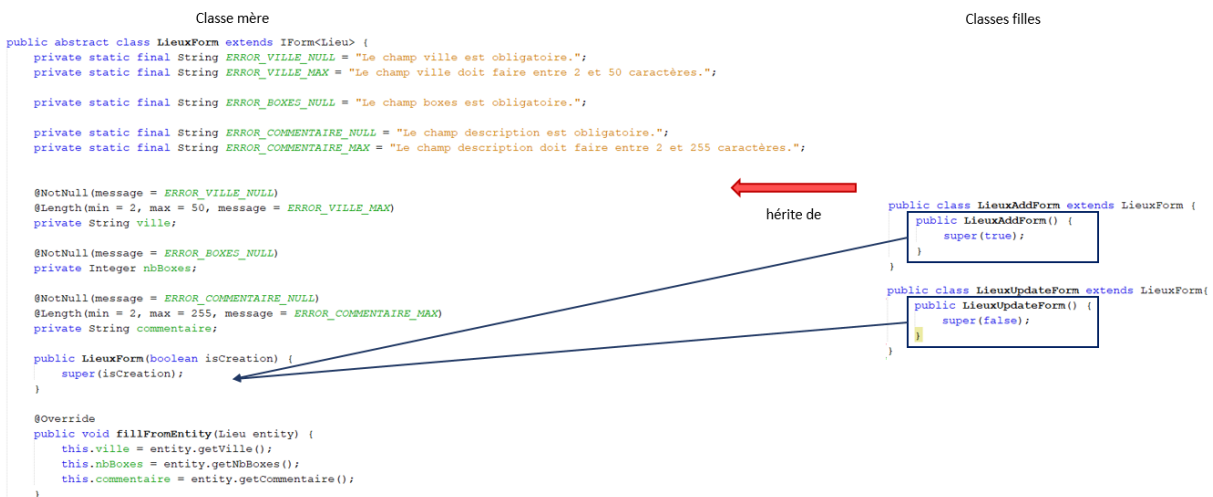 Classe mère
public abstract class LieuxForm extends IForm<Lieu> {
private static final String ERROR_VILLE_NULL = "Le champ ville est obligatoire.";
private static final String ERROR_VILLE_MAX = "Le champ ville doit faire entre 2 et 50 caractères.";
private static final String ERROR_BOXES_NULL = "Le champ boxes est obligatoire.";
private static final String ERROR_COMMENTAIRE_NULL = "Le champ description est obligatoire.";
private static final String ERROR_COMMENTAIRE_MAX = "Le champ description doit faire entre 2 et 255 caractères.";
@NotNull(message = ERROR_VILLE_NULL)
@Length(min = 2, max = 50, message = ERROR_VILLE_MAX)
private String ville;
@NotNull(message = ERROR_BOXES_NULL)
private Integer nbBoxes;
@NotNull(message = ERROR_COMMENTAIRE_NULL)
@Length(min = 2, max = 255, message = ERROR_COMMENTAIRE_MAX)
private String commentaire;
public LieuxForm(boolean isCreation) {
super(isCreation);
}
@Override
public void fillFromEntity(Lieu entity) {
this.ville = entity.getVille();
this.nbBoxes = entity.getNbBoxes();
this.commentaire = entity.getCommentaire();
}
hérite de
Classes filles
public class LieuxAddForm extends LieuxForm {
public LieuxAddForm() {
super(true);
}
}
public class LieuxUpdateForm extends LieuxForm{
public LieuxUpdateForm() {
super(false);
}
}